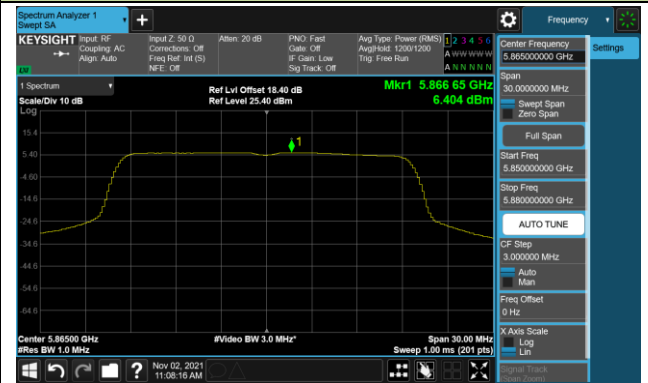 Spectrum Analyzer 1
Swept SA
Frequency
KEYSIGHT
Input: RF
Coupling: AC
Align: Auto
Input Z: 50 Ω
Corrections: Off
Freq Ref: Int (S)
NFE: Off
Atten: 20 dB
PNO: Fast
Gate: Off
IF Gain: Low
Sig Track: Off
Avg Type: Power (RMS)
Avg|Hold: 1200/1200
Trig: Free Run
1 2 3 4 5 6
A W W W W W
A N N N N N
1 Spectrum
Scale/Div 10 dB
Log
Ref Lvl Offset 18.40 dB
Ref Level 25.40 dBm
Mkr1 5.866 65 GHz
6.404 dBm
1
15.4
5.40
-4.60
-14.6
-24.6
-34.6
-44.6
-54.6
-64.6
Center 5.86500 GHz
#Res BW 1.0 MHz
#Video BW 3.0 MHz*
Span 30.00 MHz
Sweep 1.00 ms (201 pts)
?
Nov 02, 2021
11:08:16 AM
Center Frequency
5.865000000 GHz
Span
30.0000000 MHz
Swept Span
Zero Span
Full Span
Start Freq
5.850000000 GHz
Stop Freq
5.880000000 GHz
AUTO TUNE
CF Step
3.000000 MHz
Auto
Man
Freq Offset
0 Hz
X Axis Scale
Log
Lin
Signal Track
(Span Zoom)
Settings